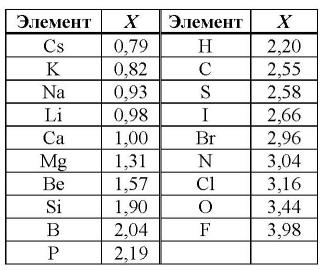 Элемент X Элемент X
Cs 0,79 H 2,20
K 0,82 C 2,55
Na 0,93 S 2,58
Li 0,98 I 2,66
Ca 1,00 Br 2,96
Mg 1,31 N 3,04
Be 1,57 Cl 3,16
Si 1,90 O 3,44
B 2,04 F 3,98
P 2,19